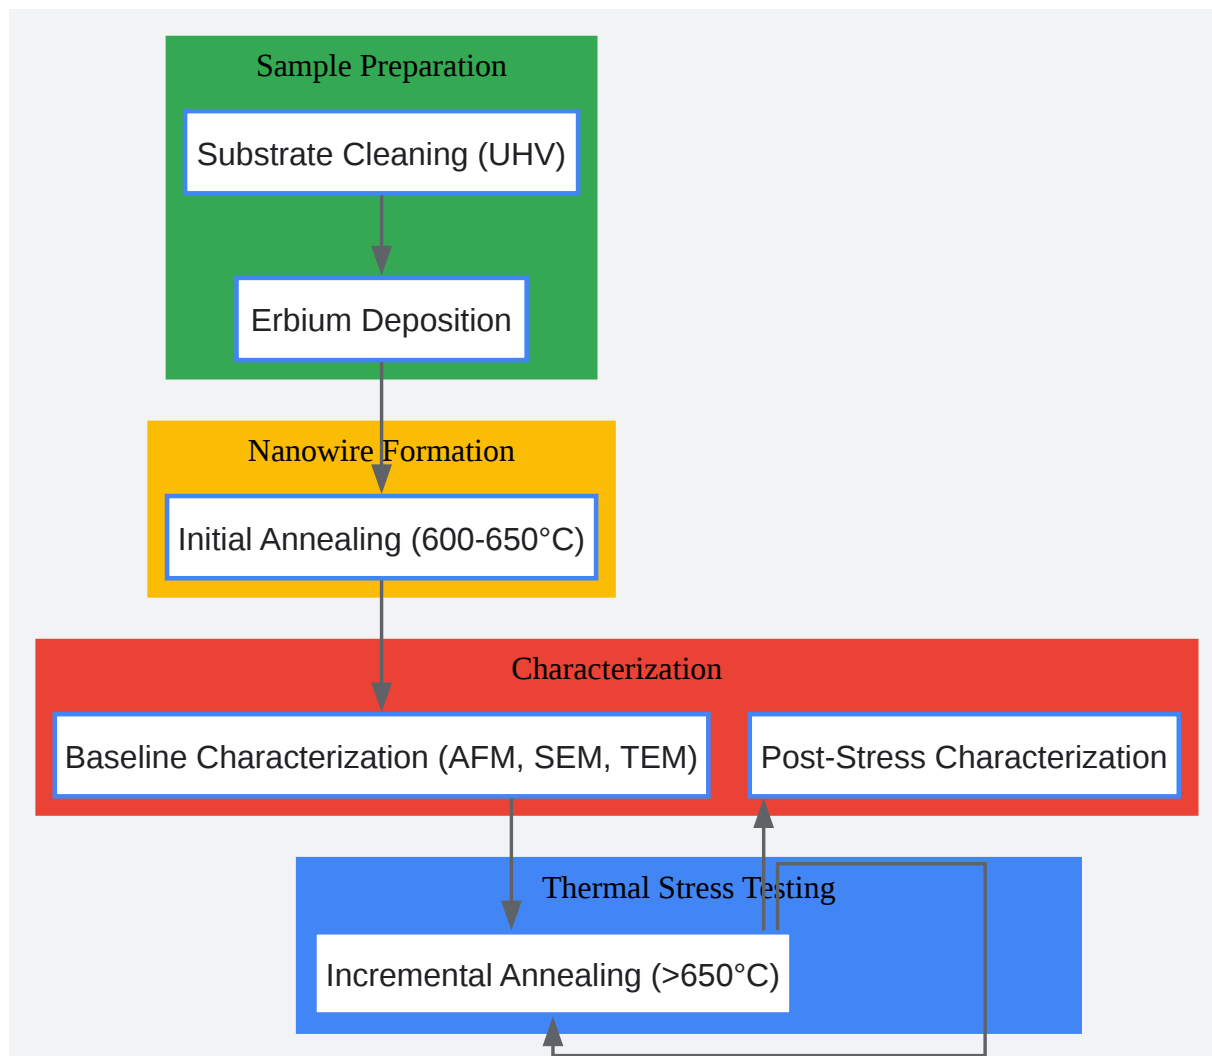 Sample Preparation
Substrate Cleaning (UHV)
Erbium Deposition
Nanowire Formation
Initial Annealing (600-650°C)
Characterization
Baseline Characterization (AFM, SEM, TEM)
Post-Stress Characterization
Thermal Stress Testing
Incremental Annealing (>650°C)